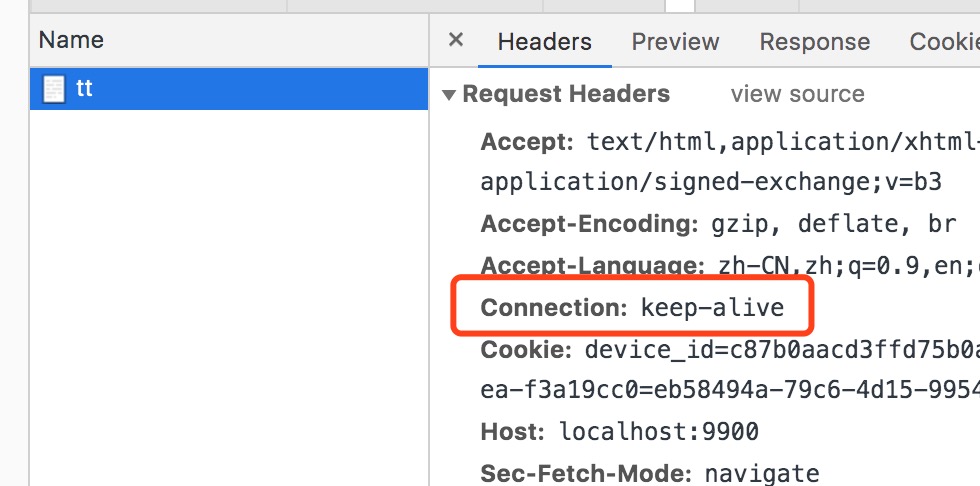 Name
× Headers Preview Response Cookie
tt
▼ Request Headers view source
Accept: text/html,application/xhtml
application/signed-exchange;v=b3
Accept-Encoding: gzip, deflate, br
Accept-Language: zh-CN,zh;q=0.9,en;
Connection: keep-alive
Cookie: device_id=c87b0aacd3ffd75b0a
ea-f3a19cc0=eb58494a-79c6-4d15-9954
Host: localhost:9900
Sec-Fetch-Mode: navigate